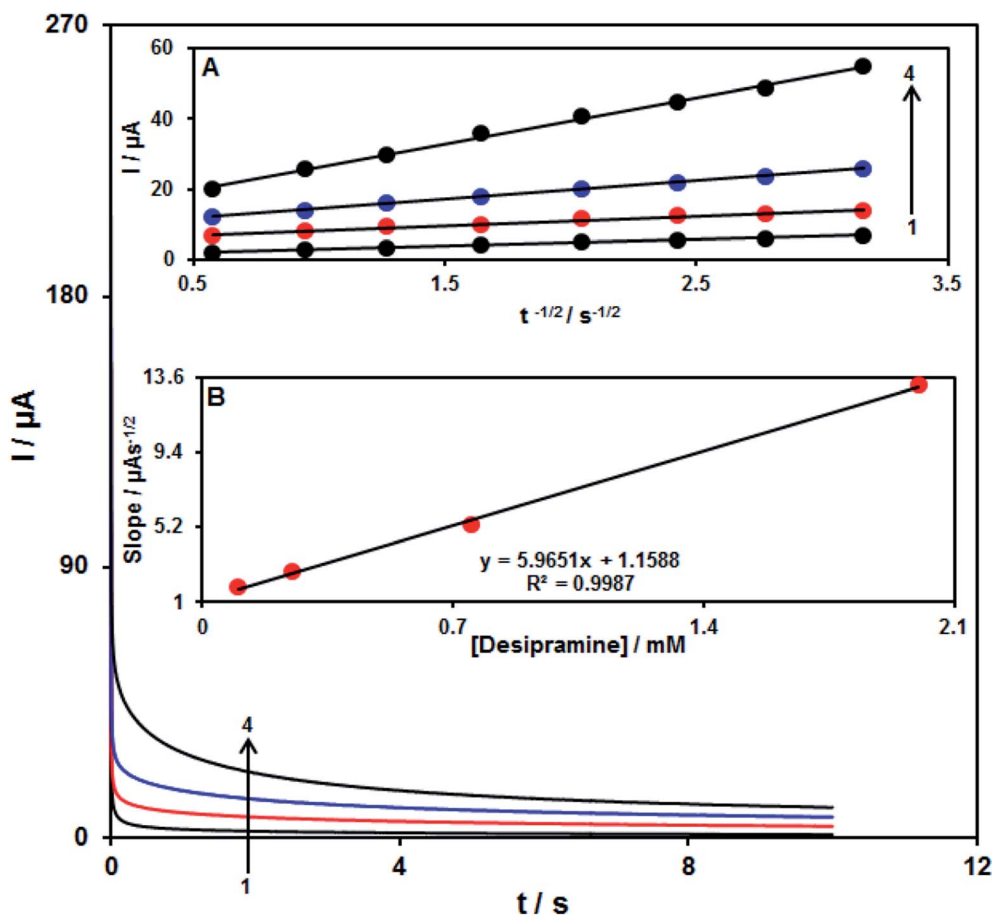 270
180
90
0
I / µA
0
4
8
12
t / s
4
1
A
60
40
20
0
I / µA
0.5
1.5
2.5
3.5
t -1/2 / s-1/2
4
1
B
13.6
9.4
5.2
1
Slope / µAs-1/2
y = 5.9651x + 1.1588
R² = 0.9987
0
0.7
1.4
2.1
[Desipramine] / mM